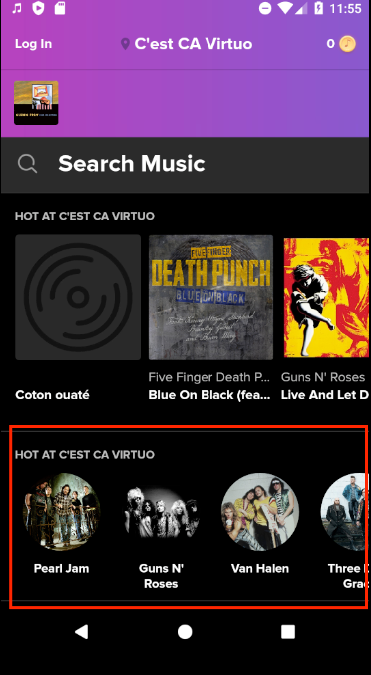 11:55
Log In
C'est CA Virtuo
0
Search Music
HOT AT C'EST CA VIRTUO
FIVE FINGER
DEATH PUNCH
BLUE ON BLACK
Five Finger Death P...
Guns N' Roses
Coton ouaté
Blue On Black (fea...
Live And Let D
HOT AT C'EST CA VIRTUO
Pearl Jam
Guns N'
Roses
Van Halen
Three
Grac